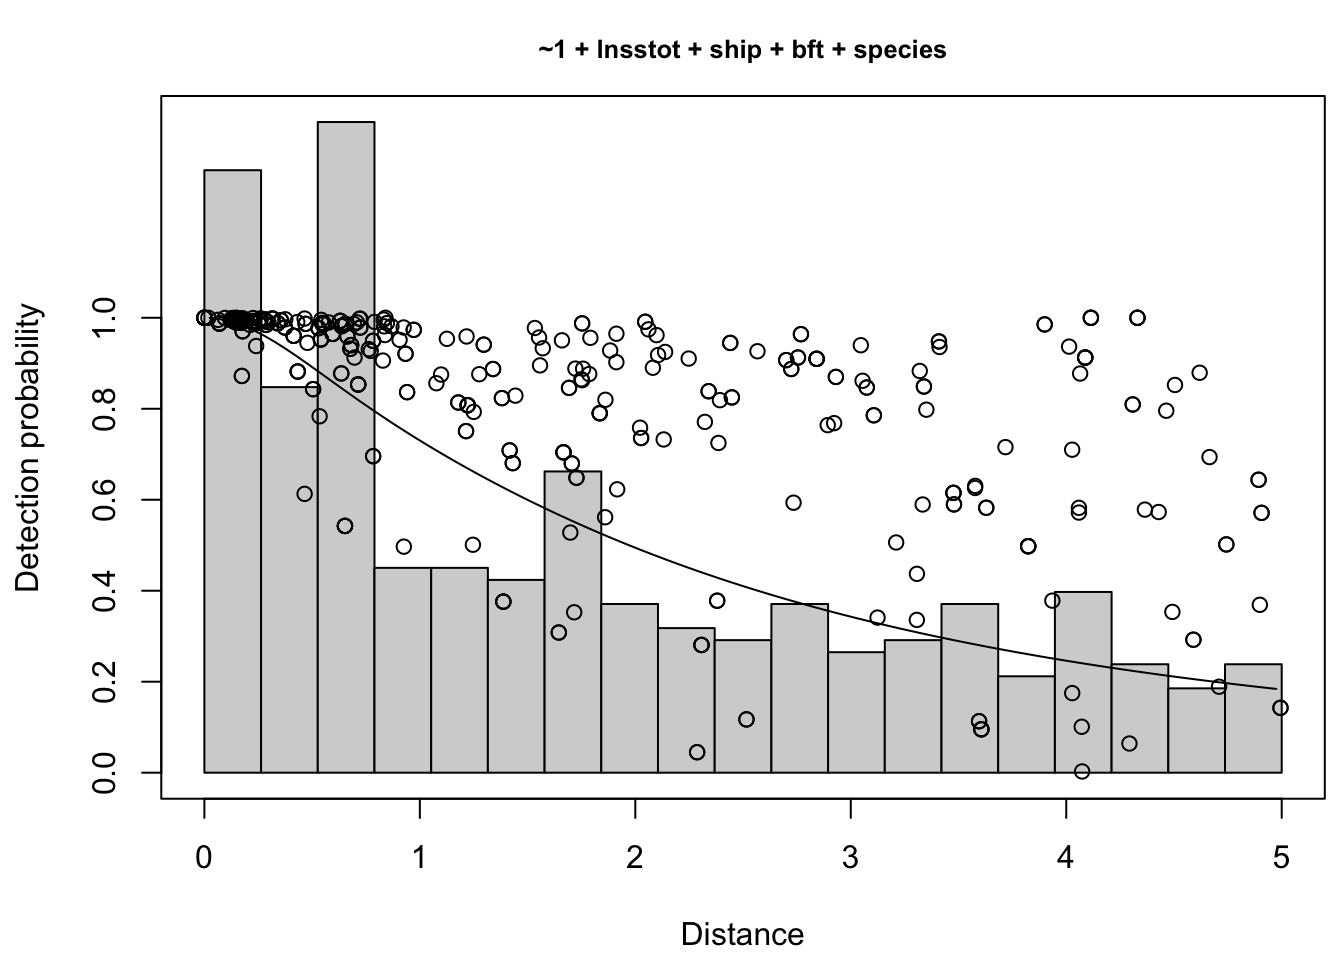 ~1 + lnsstot + ship + bft + species
Detection probability
1.0
0.8
0.6
0.4
0.2
0.0
0 1 2 3 4 5
Distance